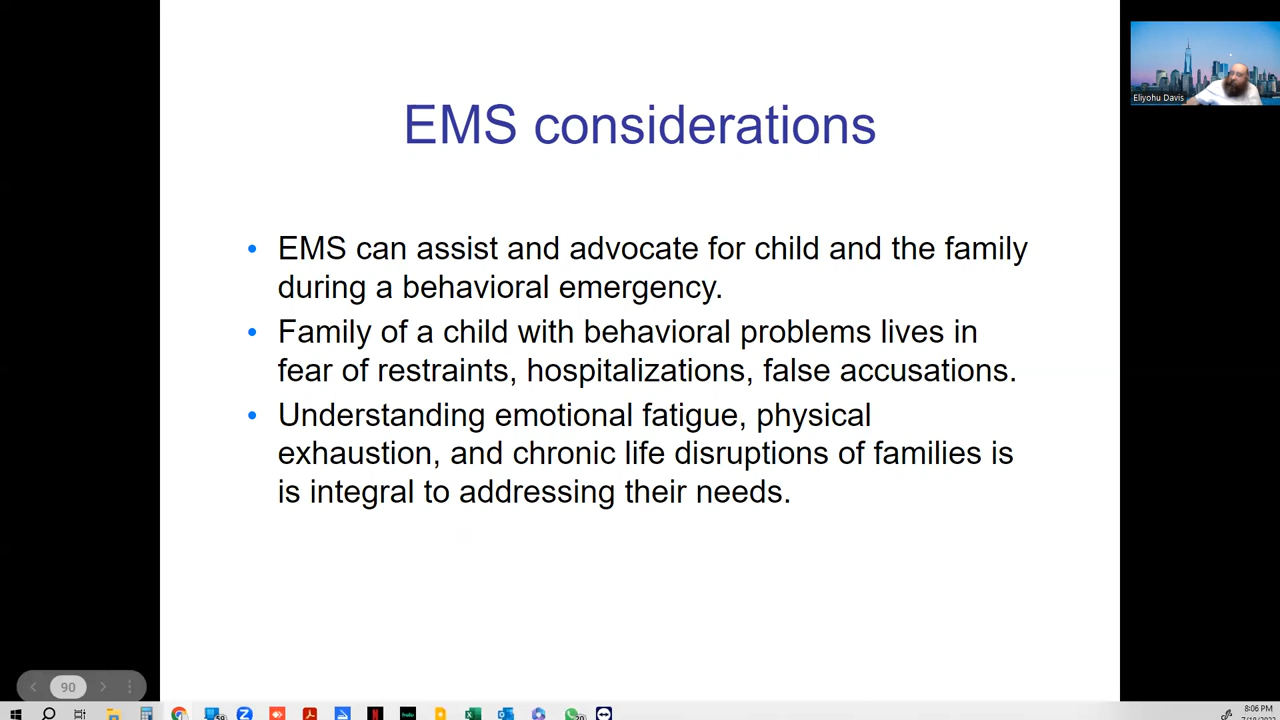 EMS considerations
Eliyohu Davis
• EMS can assist and advocate for child and the family
during a behavioral emergency.
• Family of a child with behavioral problems lives in
fear of restraints, hospitalizations, false accusations.
• Understanding emotional fatigue, physical
exhaustion, and chronic life disruptions of families is
is integral to addressing their needs.
90
59
20
8:06 PM